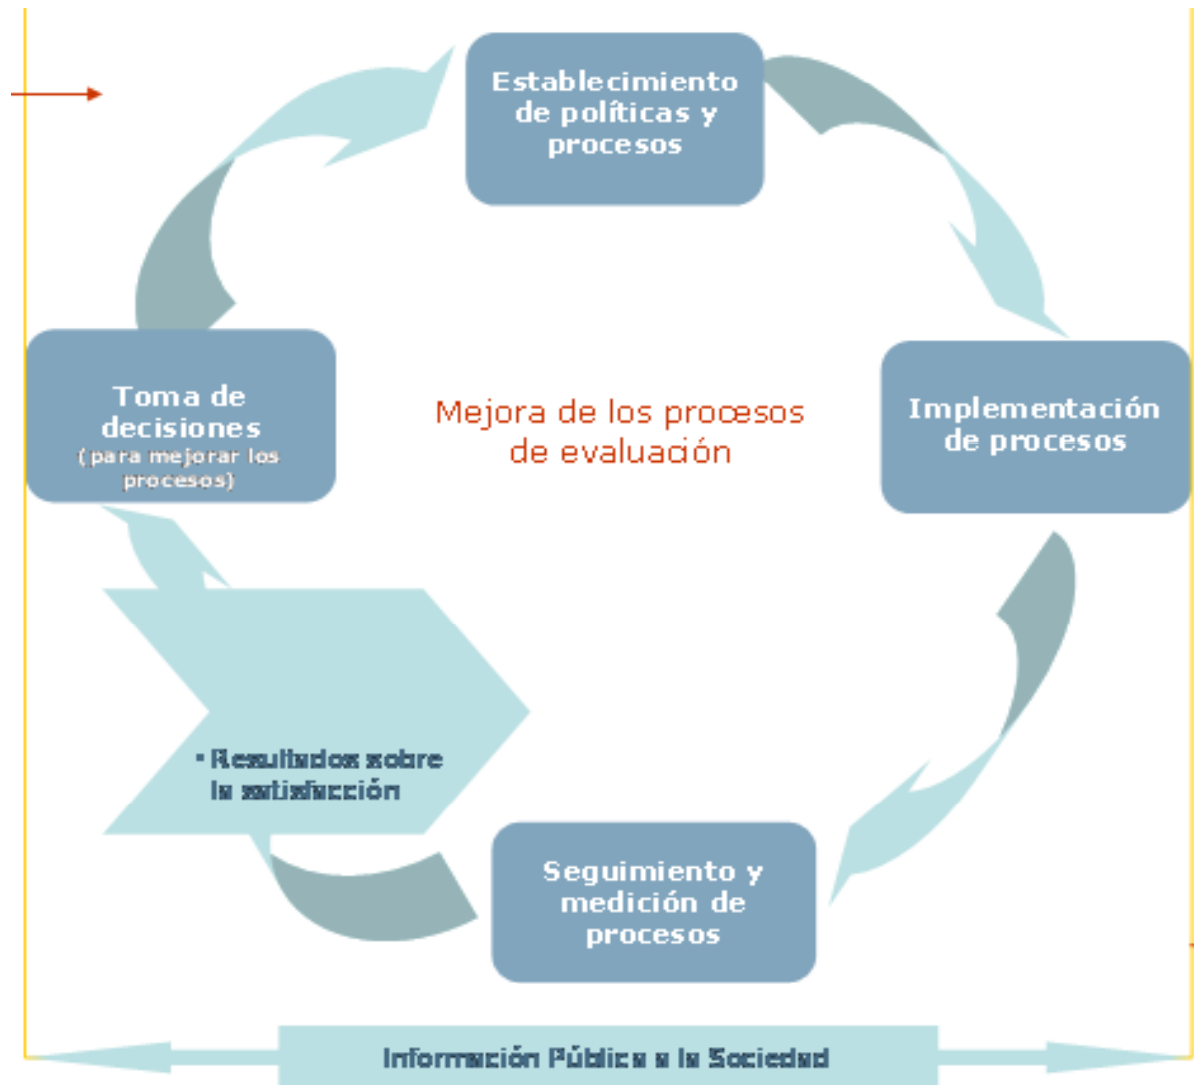 Establecimiento
de políticas y
procesos
Toma de
decisiones
(para mejorar los
procesos)
Mejora de los procesos
de evaluación
Implementación
de procesos
• Resultados sobre
la satisfacción
Seguimiento y
medición de
procesos
Información Pública a la Sociedad